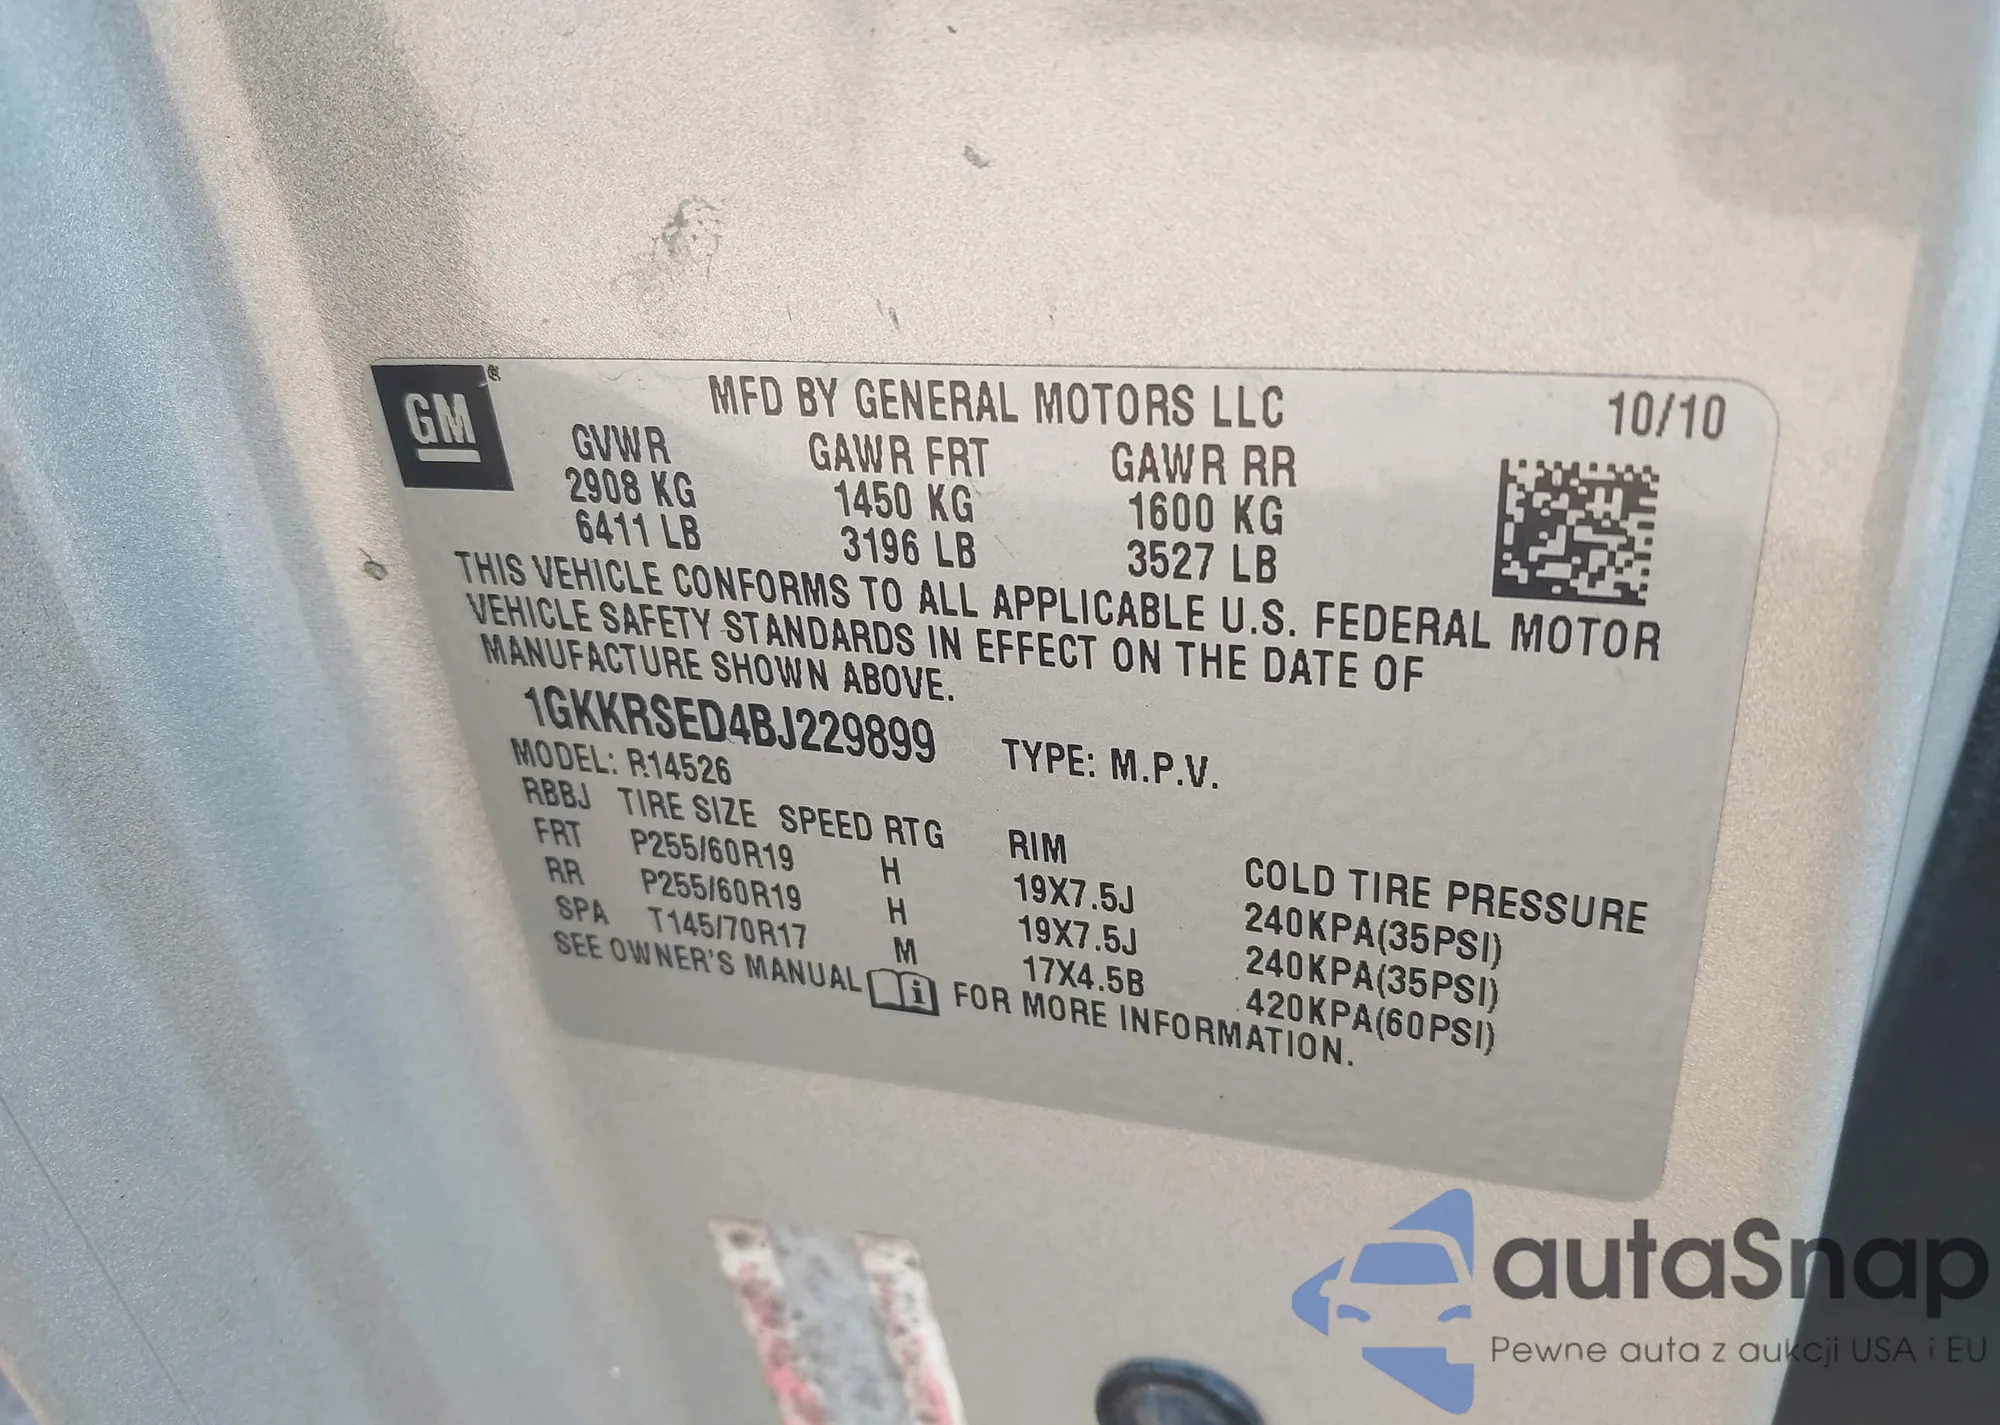 GM ®
MFD BY GENERAL MOTORS LLC 10/10
GVWR GAWR FRT GAWR RR
2908 KG 1450 KG 1600 KG
6411 LB 3196 LB 3527 LB
THIS VEHICLE CONFORMS TO ALL APPLICABLE U.S. FEDERAL MOTOR
VEHICLE SAFETY STANDARDS IN EFFECT ON THE DATE OF
MANUFACTURE SHOWN ABOVE.
1GKKRSED4BJ229899 TYPE: M.P.V.
MODEL: R14526
RBBJ TIRE SIZE SPEED RTG RIM COLD TIRE PRESSURE
FRT P255/60R19 H 19X7.5J 240KPA(35PSI)
RR P255/60R19 H 19X7.5J 240KPA(35PSI)
SPA T145/70R17 M 17X4.5B 420KPA(60PSI)
SEE OWNER'S MANUAL i FOR MORE INFORMATION.
autaSnap
Pewne auta z aukcji USA i EU